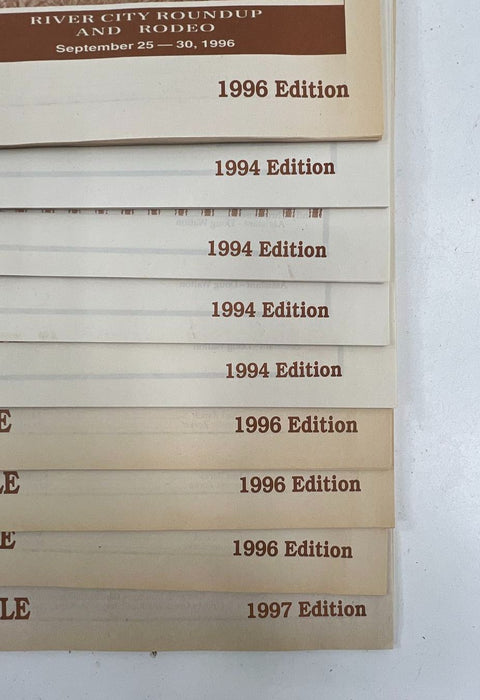 RIVER CITY ROUNDUP
AND RODEO
September 25 — 30, 1996
1996 Edition
1994 Edition
1994 Edition
1994 Edition
1994 Edition
E 1996 Edition
LE 1996 Edition
E 1996 Edition
LE 1997 Edition